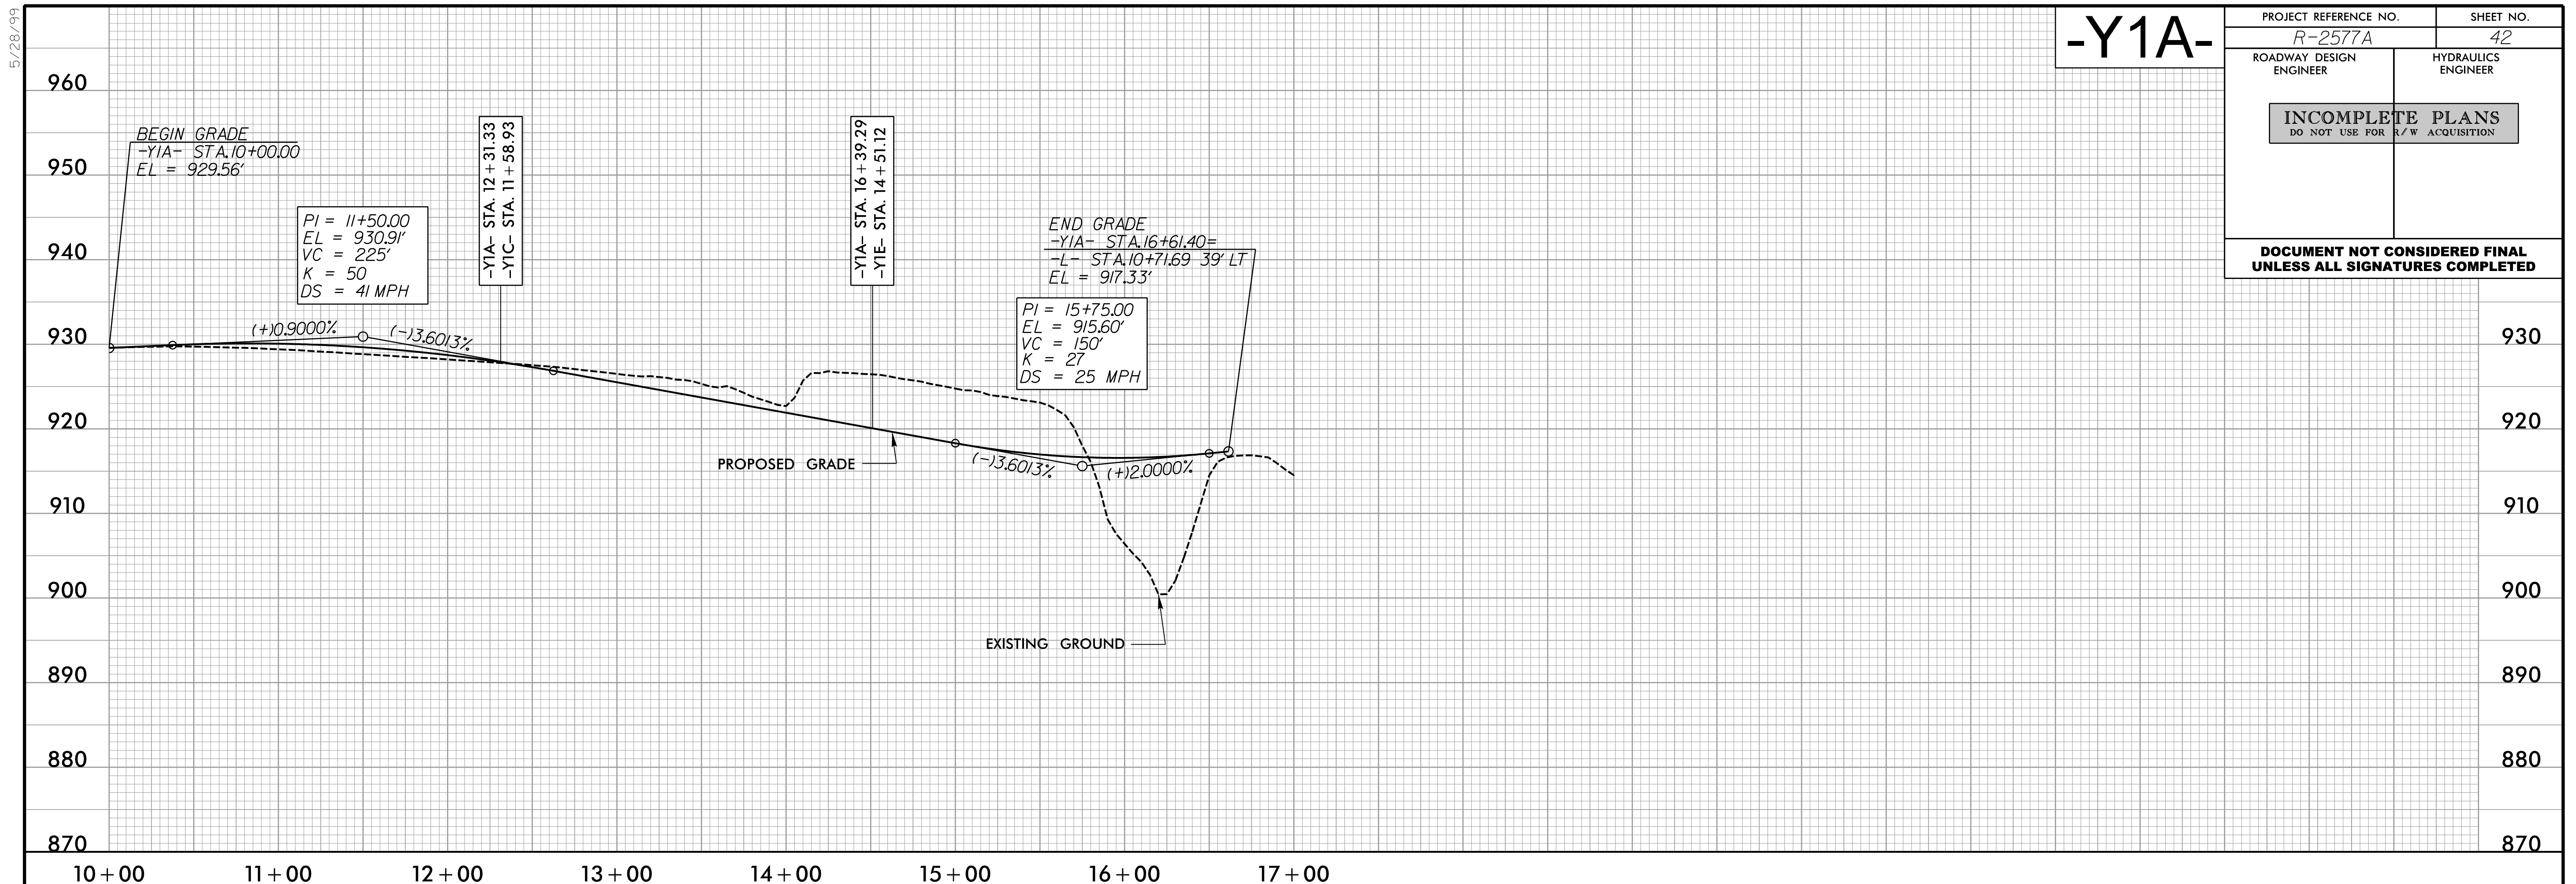 5/28/99
-Y1A-
PROJECT REFERENCE NO.
SHEET NO.
R-2577A
42
ROADWAY DESIGN
ENGINEER
HYDRAULICS
ENGINEER
INCOMPLETE PLANS
DO NOT USE FOR R/W ACQUISITION
DOCUMENT NOT CONSIDERED FINAL
UNLESS ALL SIGNATURES COMPLETED
960
950
940
930
920
910
900
890
880
870
BEGIN GRADE
-Y1A- STA.10+00.00
EL = 929.56'
PI = 11+50.00
EL = 930.91'
VC = 225'
K = 50
DS = 41 MPH
-Y1A- STA. 12+31.33
-Y1C- STA. 11+58.93
-Y1A- STA. 16+39.29
-Y1E- STA. 14+51.12
END GRADE
-Y1A- STA.16+61.40=
-L- STA.10+71.69 39' LT
EL = 917.33'
PI = 15+75.00
EL = 915.60'
VC = 150'
K = 27
DS = 25 MPH
(+)0.9000%
(-)3.6013%
PROPOSED GRADE
(-)3.6013%
(+)2.0000%
EXISTING GROUND
930
920
910
900
890
880
870
10+00
11+00
12+00
13+00
14+00
15+00
16+00
17+00